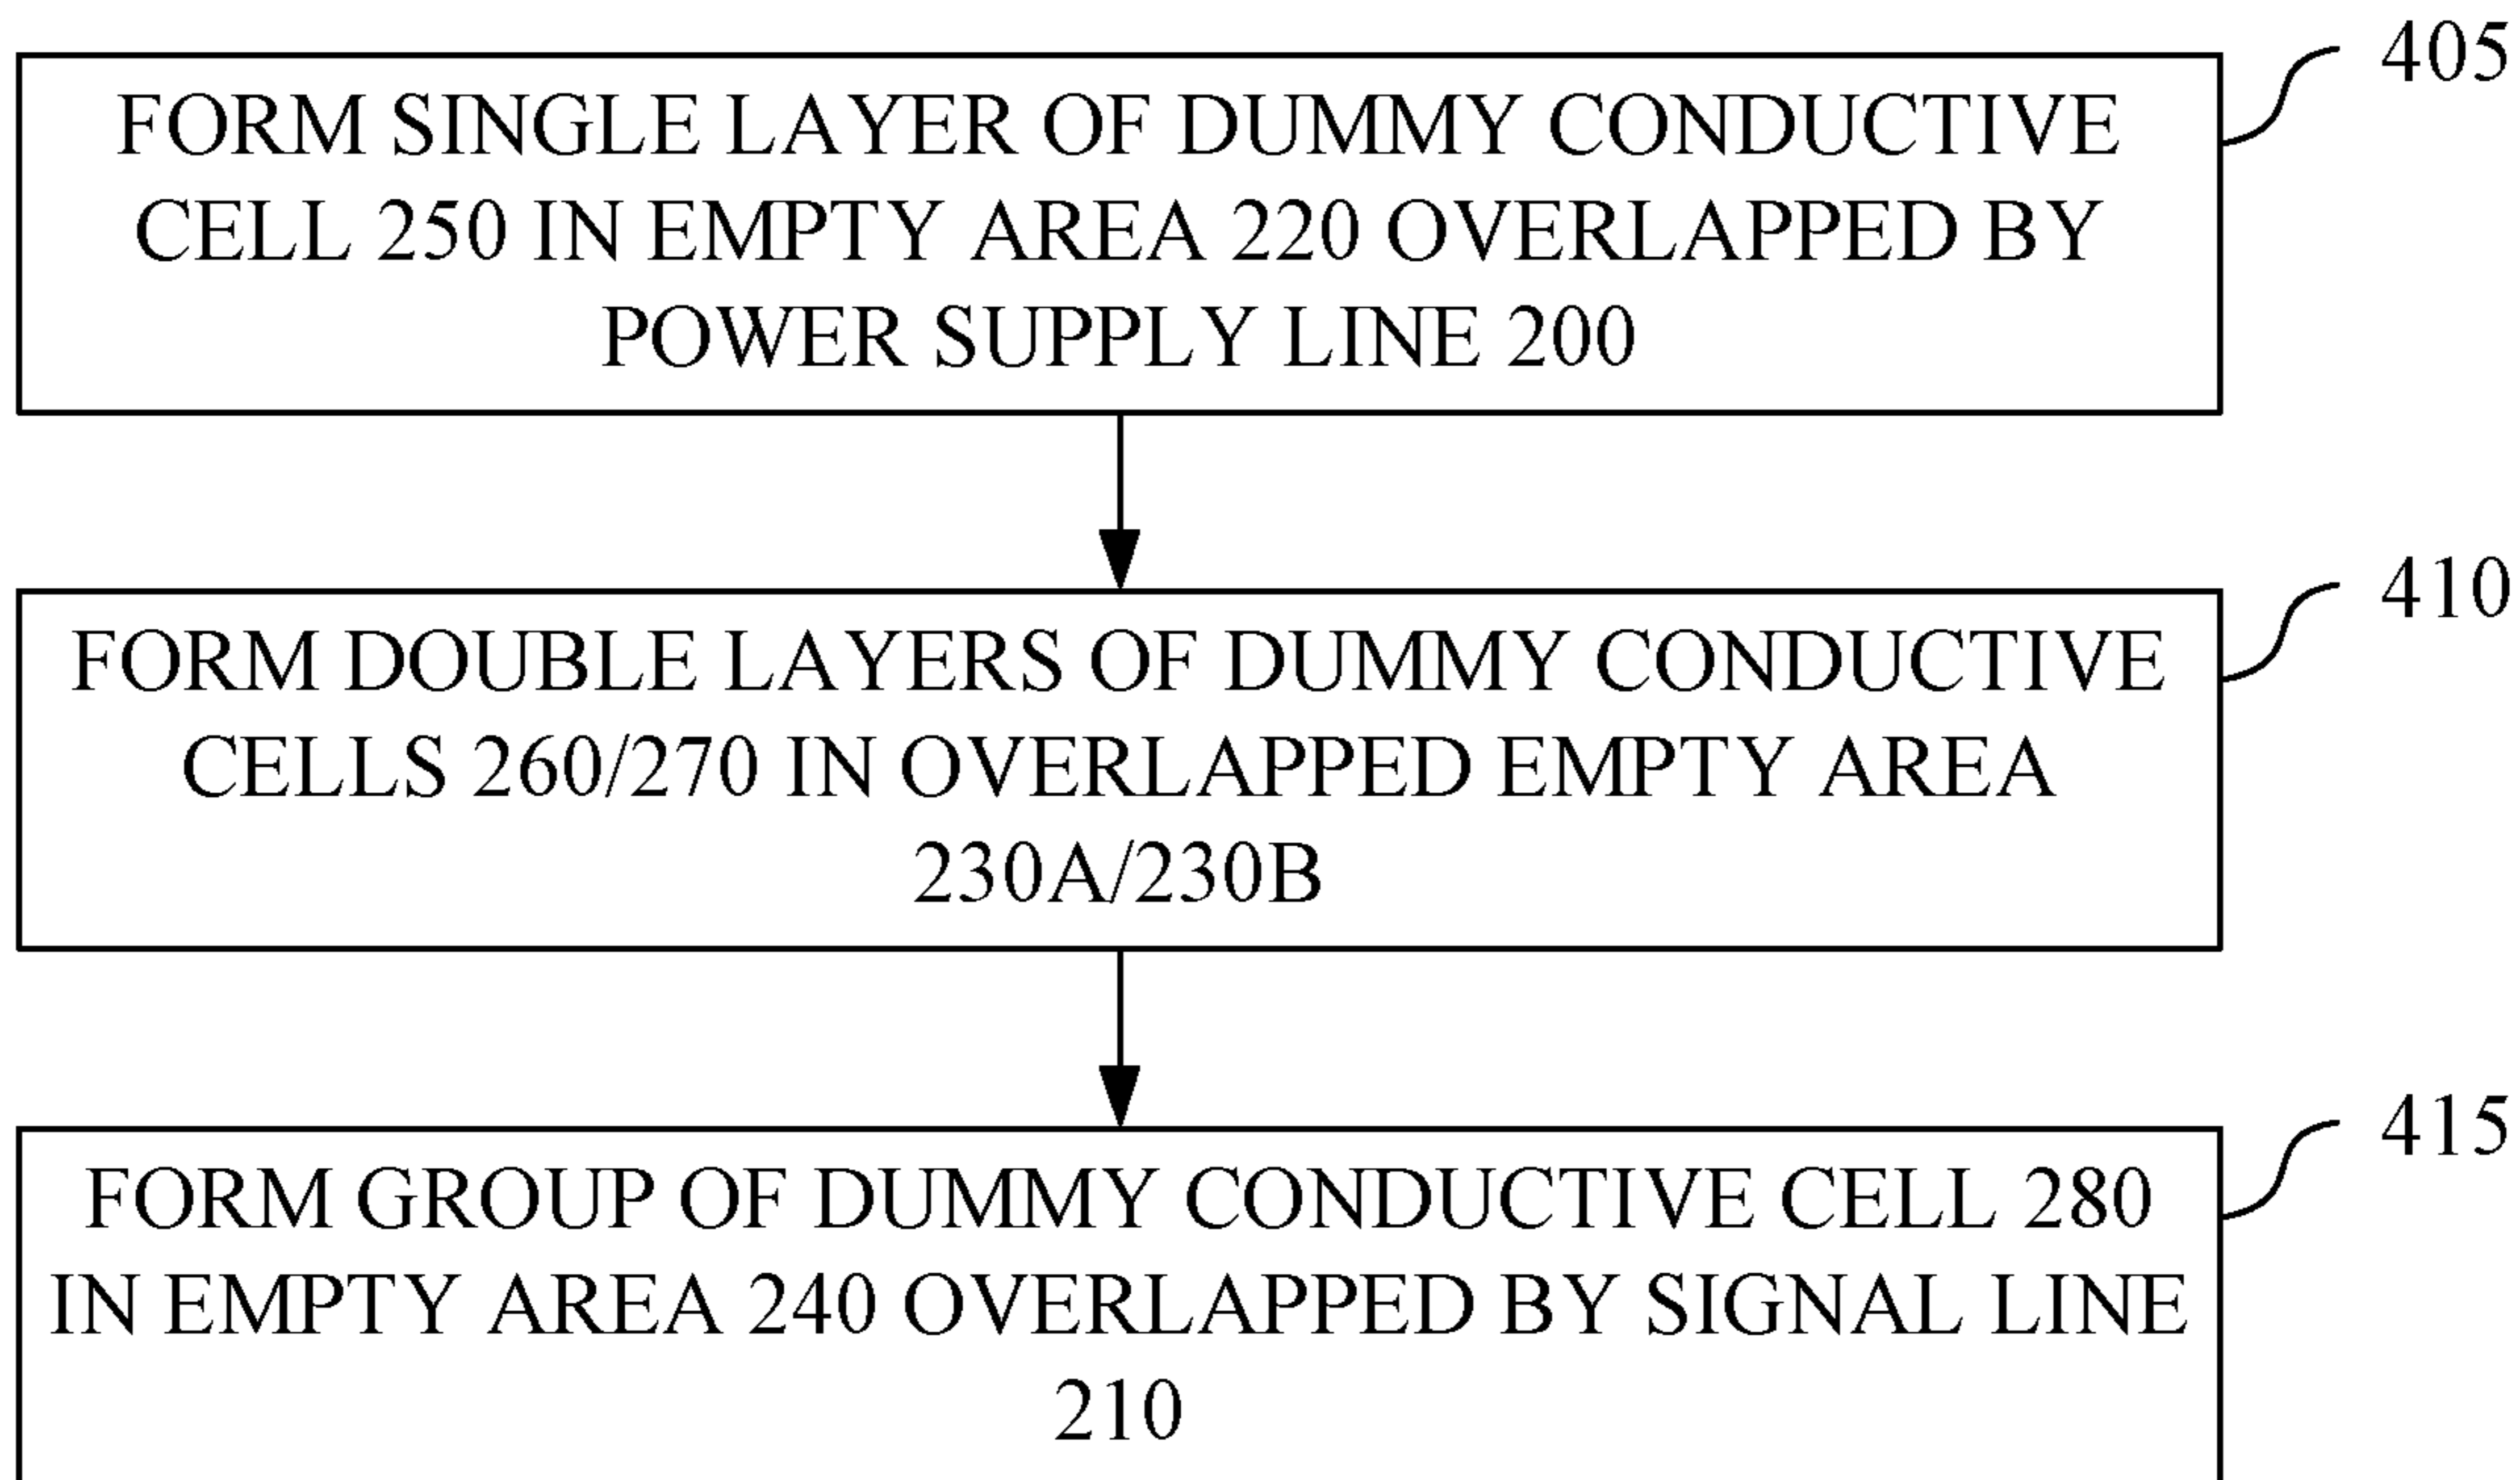 405
FORM SINGLE LAYER OF DUMMY CONDUCTIVE
CELL 250 IN EMPTY AREA 220 OVERLAPPED BY
POWER SUPPLY LINE 200
410
FORM DOUBLE LAYERS OF DUMMY CONDUCTIVE
CELLS 260/270 IN OVERLAPPED EMPTY AREA
230A/230B
415
FORM GROUP OF DUMMY CONDUCTIVE CELL 280
IN EMPTY AREA 240 OVERLAPPED BY SIGNAL LINE
210